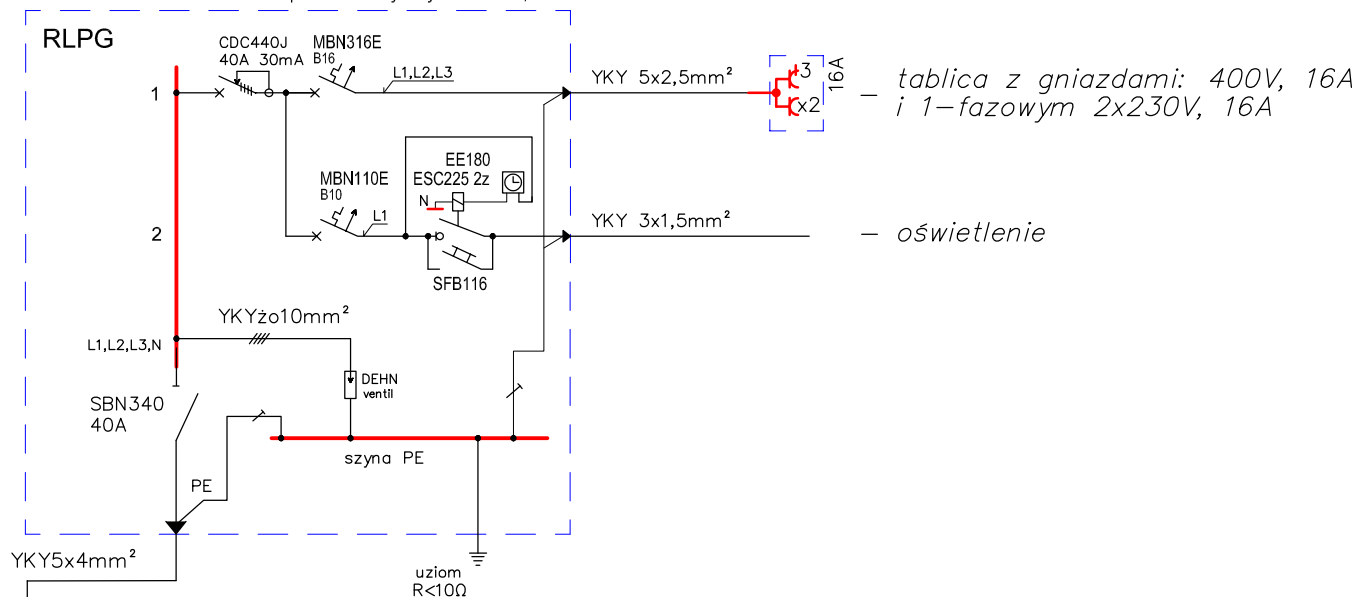 RLPG
CDC440J
40A 30mA
MBN316E
B16
L1,L2,L3
YKY 5x2,5mm²
3
x2
16A
– tablica z gniazdami: 400V, 16A
i 1–fazowym 2x230V, 16A
1
EE180
ESC225 2z
N
MBN110E
B10
L1
SFB116
YKY 3x1,5mm²
– oświetlenie
2
YKYżo10mm²
L1,L2,L3,N
DEHN
ventil
SBN340
40A
szyna PE
PE
YKY5x4mm²
uziom
R<10Ω